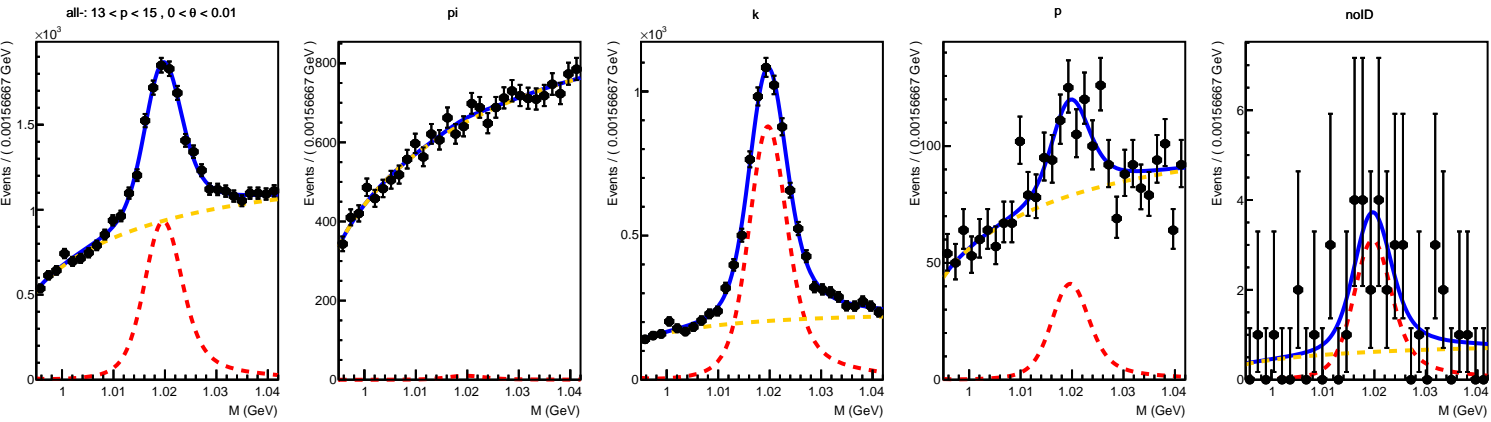 all-: 13 < p < 15 , 0 < θ < 0.01
×10³
Events / ( 0.00156667 GeV )
1.5
1
0.5
0
1 1.01 1.02 1.03 1.04
M (GeV)
pi
Events / ( 0.00156667 GeV )
800
600
400
200
0
1 1.01 1.02 1.03 1.04
M (GeV)
k
×10³
Events / ( 0.00156667 GeV )
1
0.5
0
1 1.01 1.02 1.03 1.04
M (GeV)
p
Events / ( 0.00156667 GeV )
100
50
0
1 1.01 1.02 1.03 1.04
M (GeV)
noID
Events / ( 0.00156667 GeV )
6
4
2
0
1 1.01 1.02 1.03 1.04
M (GeV)